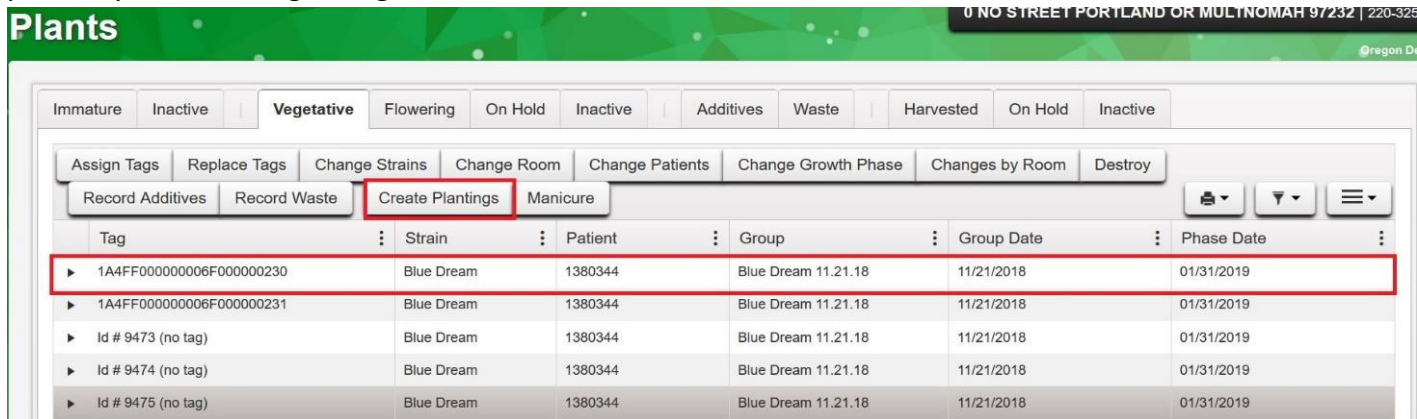 Plants
0 NO STREET PORTLAND OR MULTNOMAH 97232 | 220-325
Oregon De
Immature Inactive | Vegetative Flowering On Hold Inactive | Additives Waste | Harvested On Hold Inactive
Assign Tags Replace Tags Change Strains Change Room Change Patients Change Growth Phase Changes by Room Destroy
Record Additives Record Waste Create Plantings Manicure
Tag Strain Patient Group Group Date Phase Date
1A4FF000000006F000000230 Blue Dream 1380344 Blue Dream 11.21.18 11/21/2018 01/31/2019
1A4FF000000006F000000231 Blue Dream 1380344 Blue Dream 11.21.18 11/21/2018 01/31/2019
Id # 9473 (no tag) Blue Dream 1380344 Blue Dream 11.21.18 11/21/2018 01/31/2019
Id # 9474 (no tag) Blue Dream 1380344 Blue Dream 11.21.18 11/21/2018 01/31/2019
Id # 9475 (no tag) Blue Dream 1380344 Blue Dream 11.21.18 11/21/2018 01/31/2019